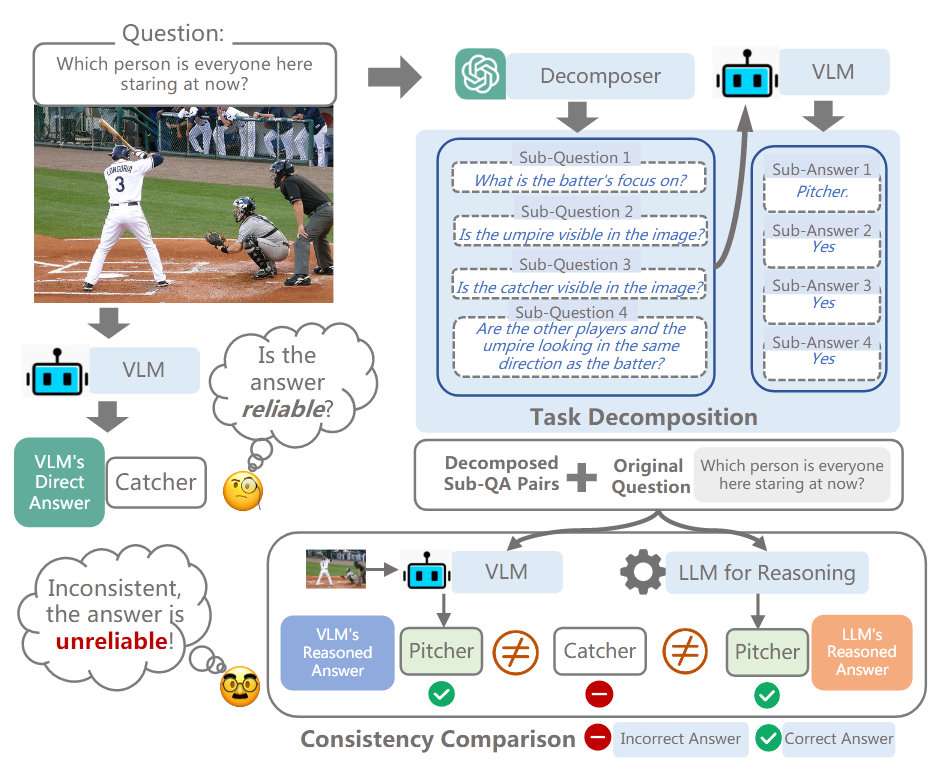 Question:
Which person is everyone here
staring at now?
LONGORIA
3
VLM
VLM's
Direct
Answer
Catcher
Is the
answer
reliable?
Decomposer
VLM
Sub-Question 1
What is the batter's focus on?
Sub-Question 2
Is the umpire visible in the image?
Sub-Question 3
Is the catcher visible in the image?
Sub-Question 4
Are the other players and the
umpire looking in the same
direction as the batter?
Sub-Answer 1
Pitcher.
Sub-Answer 2
Yes
Sub-Answer 3
Yes
Sub-Answer 4
Yes
Task Decomposition
Decomposed
Sub-QA Pairs
Original
Question
Which person is everyone
here staring at now?
Inconsistent,
the answer is
unreliable!
VLM
LLM for Reasoning
VLM's
Reasoned
Answer
Pitcher
≠
Catcher
≠
Pitcher
LLM's
Reasoned
Answer
Consistency Comparison
Incorrect Answer
Correct Answer